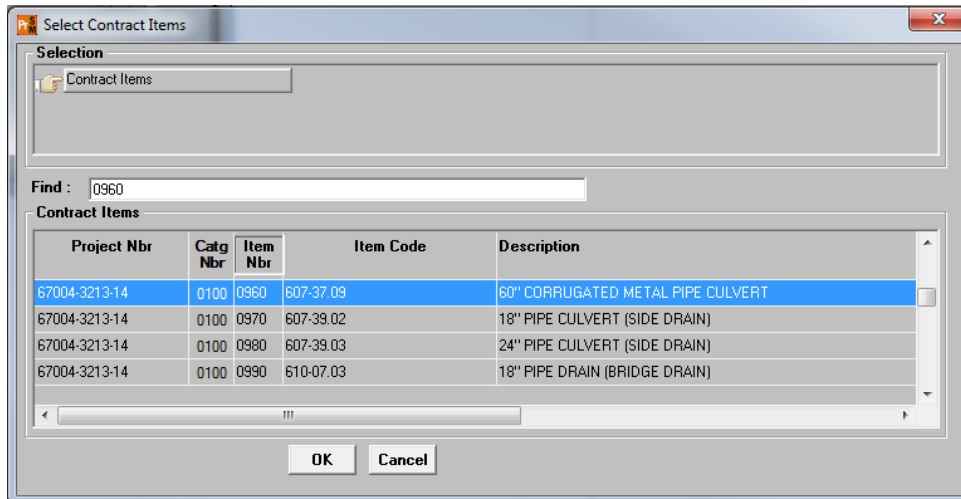 Select Contract Items
Selection
Contract Items
Find : 0960
Contract Items
Project Nbr Catg Nbr Item Nbr Item Code Description
67004-3213-14 0100 0960 607-37.09 60" CORRUGATED METAL PIPE CULVERT
67004-3213-14 0100 0970 607-39.02 18" PIPE CULVERT (SIDE DRAIN)
67004-3213-14 0100 0980 607-39.03 24" PIPE CULVERT (SIDE DRAIN)
67004-3213-14 0100 0990 610-07.03 18" PIPE DRAIN (BRIDGE DRAIN)
OK Cancel